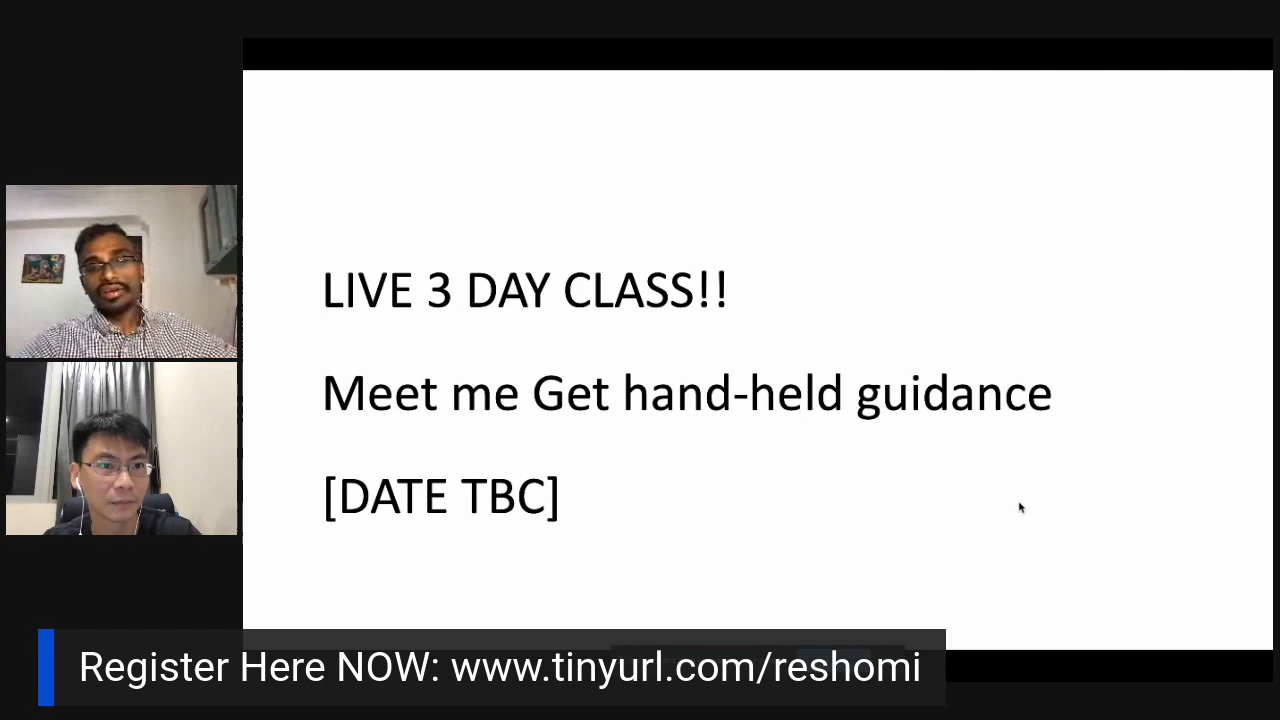 LIVE 3 DAY CLASS!!
Meet me Get hand-held guidance
[DATE TBC]
Register Here NOW: www.tinyurl.com/reshomi